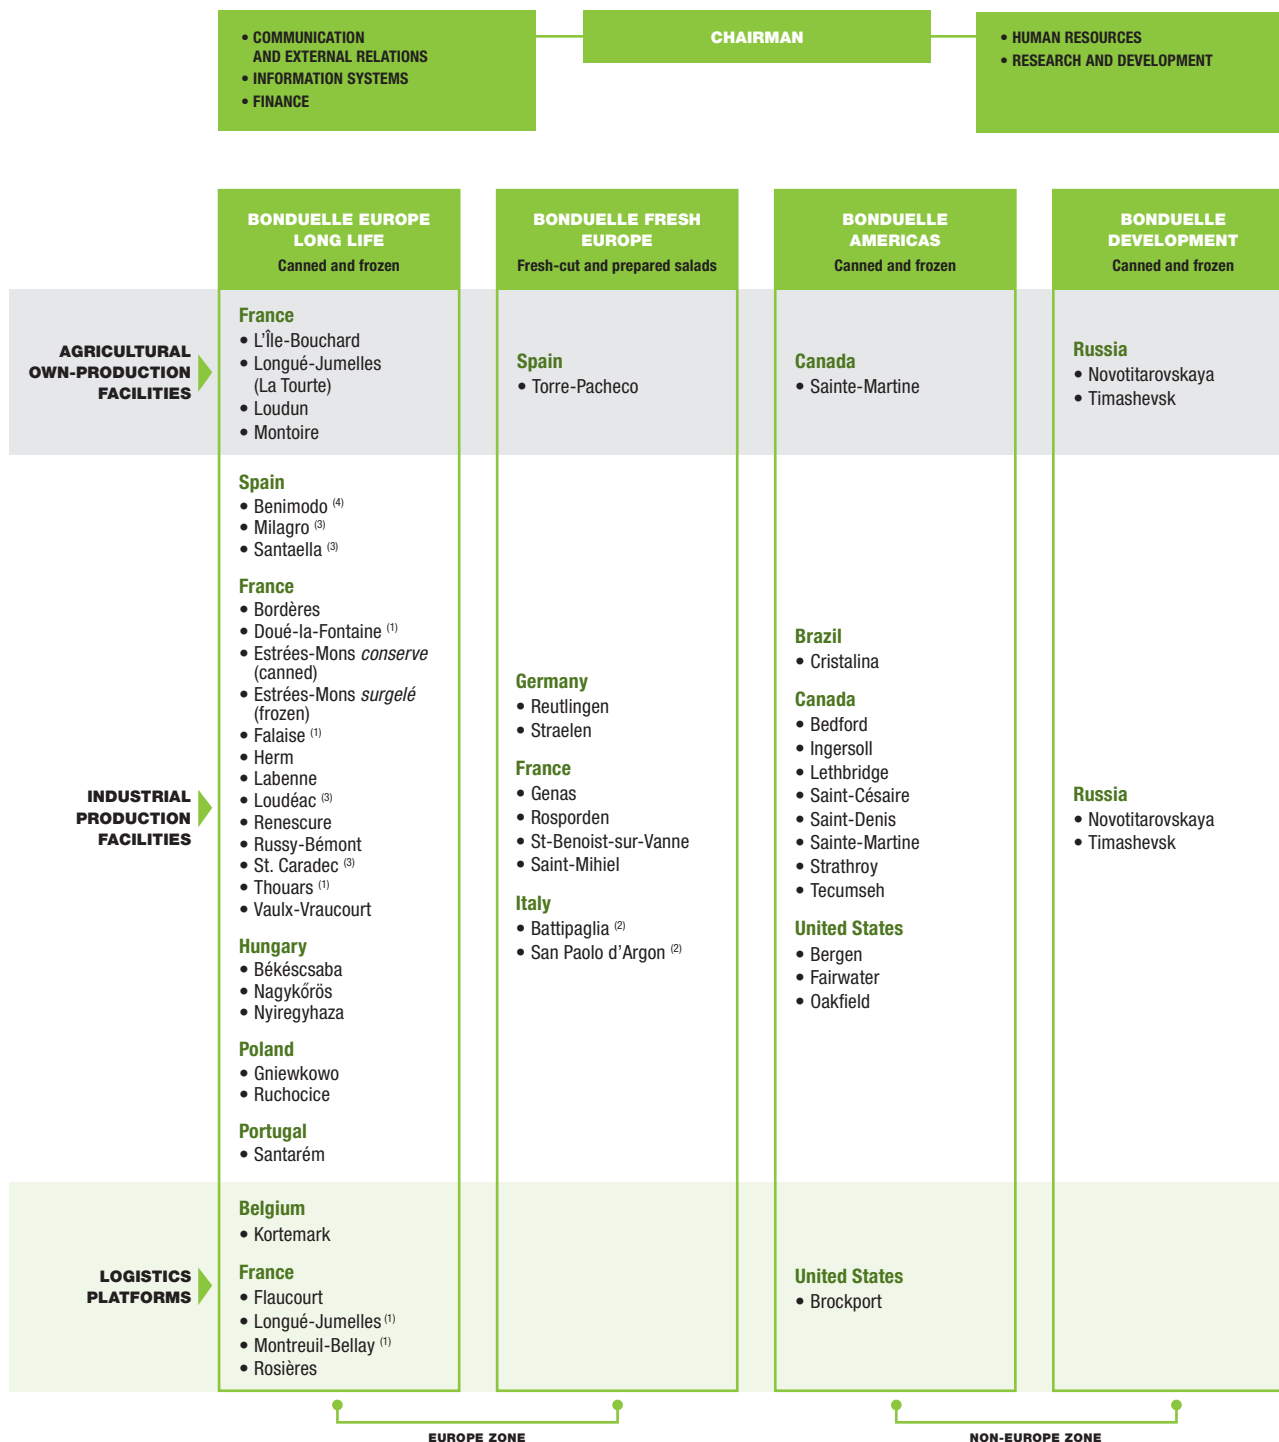 • COMMUNICATION
AND EXTERNAL RELATIONS
• INFORMATION SYSTEMS
• FINANCE
CHAIRMAN
• HUMAN RESOURCES
• RESEARCH AND DEVELOPMENT
BONDUELLE EUROPE
LONG LIFE
Canned and frozen
BONDUELLE FRESH
EUROPE
Fresh-cut and prepared salads
BONDUELLE
AMERICAS
Canned and frozen
BONDUELLE
DEVELOPMENT
Canned and frozen
AGRICULTURAL
OWN-PRODUCTION
FACILITIES
France
• L'Île-Bouchard
• Longué-Jumelles
(La Tourte)
• Loudun
• Montoire
Spain
• Torre-Pacheco
Canada
• Sainte-Martine
Russia
• Novotitarovskaya
• Timashevsk
INDUSTRIAL
PRODUCTION
FACILITIES
Spain
• Benimodo (4)
• Milagro (3)
• Santaella (3)
France
• Bordères
• Doué-la-Fontaine (1)
• Estrées-Mons conserve
(canned)
• Estrées-Mons surgelé
(frozen)
• Falaise (1)
• Herm
• Labenne
• Loudéac (3)
• Renescure
• Russy-Bémont
• St. Caradec (3)
• Thouars (1)
• Vaulx-Vraucourt
Hungary
• Békéscsaba
• Nagykőrös
• Nyiregyhaza
Poland
• Gniewkowo
• Ruchocice
Portugal
• Santarém
Germany
• Reutlingen
• Straelen
France
• Genas
• Rosporden
• St-Benoist-sur-Vanne
• Saint-Mihiel
Italy
• Battipaglia (2)
• San Paolo d'Argon (2)
Brazil
• Cristalina
Canada
• Bedford
• Ingersoll
• Lethbridge
• Saint-Césaire
• Saint-Denis
• Sainte-Martine
• Strathroy
• Tecumseh
United States
• Bergen
• Fairwater
• Oakfield
Russia
• Novotitarovskaya
• Timashevsk
LOGISTICS
PLATFORMS
Belgium
• Kortemark
France
• Flaucourt
• Longué-Jumelles (1)
• Montreuil-Bellay (1)
• Rosières
United States
• Brockport
EUROPE ZONE
NON-EUROPE ZONE